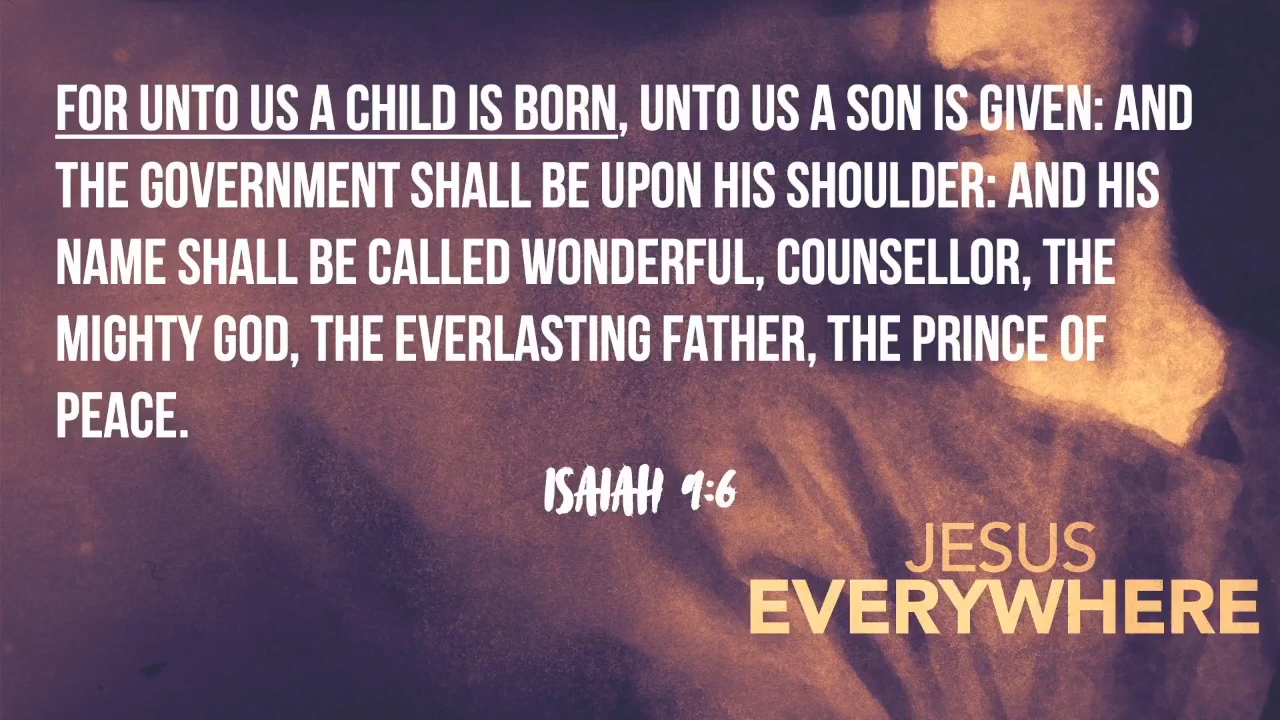 FOR UNTO US A CHILD IS BORN, UNTO US A SON IS GIVEN: AND
THE GOVERNMENT SHALL BE UPON HIS SHOULDER: AND HIS
NAME SHALL BE CALLED WONDERFUL, COUNSELLOR, THE
MIGHTY GOD, THE EVERLASTING FATHER, THE PRINCE OF
PEACE.
ISAIAH 9:6
JESUS
EVERYWHERE